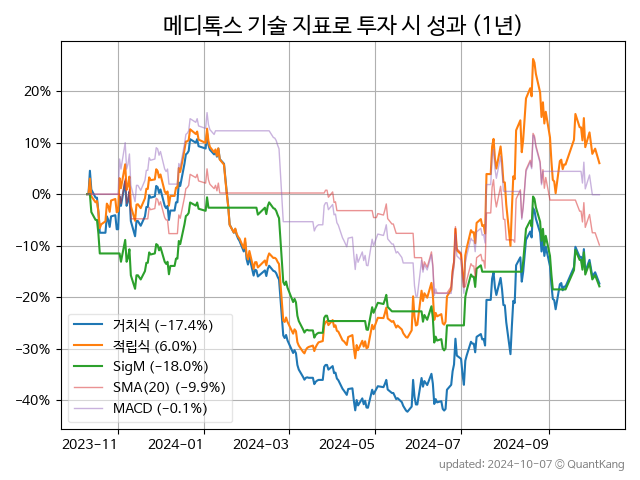 메디톡스 기술 지표로 투자 시 성과 (1년)
20%
10%
0%
−10%
−20%
−30%
−40%
거치식 (−17.4%)
적립식 (6.0%)
SigM (−18.0%)
SMA(20) (−9.9%)
MACD (−0.1%)
2023-11
2024-01
2024-03
2024-05
2024-07
2024-09
updated: 2024-10-07 © QuantKang